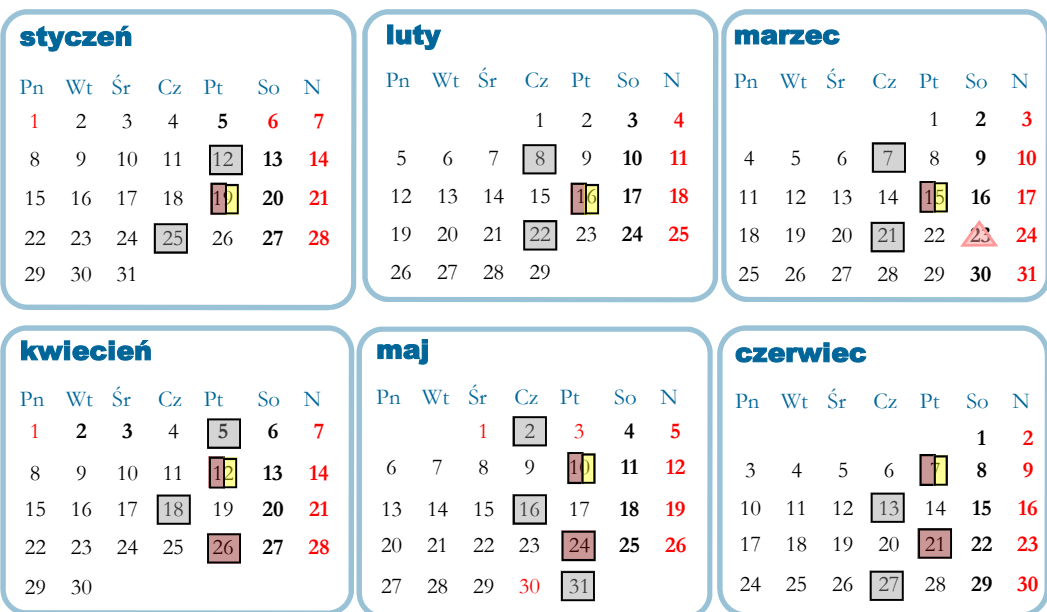 styczeń
Pn Wt Śr Cz Pt So N
1 2 3 4 5 6 7
8 9 10 11 12 13 14
15 16 17 18 19 20 21
22 23 24 25 26 27 28
29 30 31
luty
Pn Wt Śr Cz Pt So N
1 2 3 4
5 6 7 8 9 10 11
12 13 14 15 16 17 18
19 20 21 22 23 24 25
26 27 28 29
marzec
Pn Wt Śr Cz Pt So N
1 2 3
4 5 6 7 8 9 10
11 12 13 14 15 16 17
18 19 20 21 22 23 24
25 26 27 28 29 30 31
kwiecień
Pn Wt Śr Cz Pt So N
1 2 3 4 5 6 7
8 9 10 11 12 13 14
15 16 17 18 19 20 21
22 23 24 25 26 27 28
29 30
maj
Pn Wt Śr Cz Pt So N
1 2 3 4 5
6 7 8 9 10 11 12
13 14 15 16 17 18 19
20 21 22 23 24 25 26
27 28 29 30 31
czerwiec
Pn Wt Śr Cz Pt So N
1 2
3 4 5 6 7 8 9
10 11 12 13 14 15 16
17 18 19 20 21 22 23
24 25 26 27 28 29 30